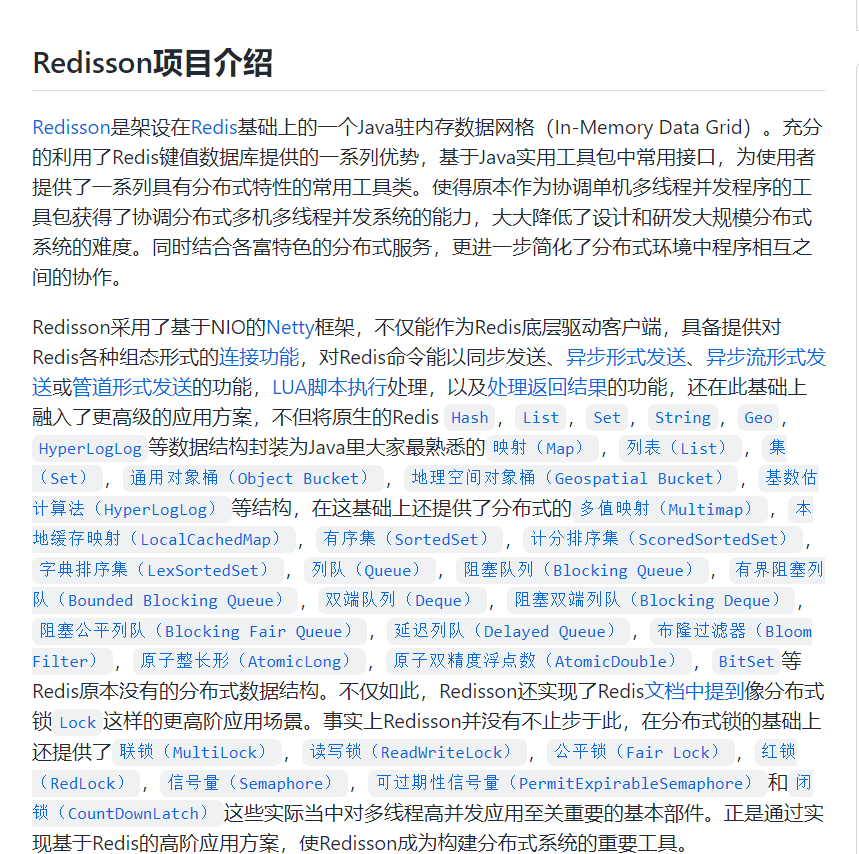 Redisson项目介绍
Redisson是架设在Redis基础上的一个Java驻内存数据网格（In-Memory Data Grid）。充分
的利用了Redis键值数据库提供的一系列优势，基于Java实用工具包中常用接口，为使用者
提供了一系列具有分布式特性的常用工具类。使得原本作为协调单机多线程并发程序的工
具包获得了协调分布式多机多线程并发系统的能力，大大降低了设计和研发大规模分布式
系统的难度。同时结合各富特色的分布式服务，更进一步简化了分布式环境中程序相互之
间的协作。
Redisson采用了基于NIO的Netty框架，不仅能作为Redis底层驱动客户端，具备提供对
Redis各种组态形式的连接功能，对Redis命令能以同步发送、异步形式发送、异步流形式发
送或管道形式发送的功能，LUA脚本执行处理，以及处理返回结果的功能，还在此基础上
融入了更高级的应用方案，不但将原生的Redis Hash，List，Set，String，Geo，
HyperLogLog等数据结构封装为Java里大家最熟悉的映射（Map），列表（List），集
（Set），通用对象桶（Object Bucket），地理空间对象桶（Geospatial Bucket），基数估
计算法（HyperLogLog）等结构，在这基础上还提供了分布式的多值映射（Multimap），本
地缓存映射（LocalCachedMap），有序集（SortedSet），计分排序集（ScoredSortedSet），
字典排序集（LexSortedSet），列队（Queue），阻塞队列（Blocking Queue），有界阻塞列
队（Bounded Blocking Queue），双端队列（Deque），阻塞双端列队（Blocking Deque），
阻塞公平列队（Blocking Fair Queue），延迟列队（Delayed Queue），布隆过滤器（Bloom
Filter），原子整长形（AtomicLong），原子双精度浮点数（AtomicDouble），BitSet等
Redis原本没有的分布式数据结构。不仅如此，Redisson还实现了Redis文档中提到像分布式
锁Lock这样的更高阶应用场景。事实上Redisson并没有不止步于此，在分布式锁的基础上
还提供了联锁（MultiLock），读写锁（ReadWriteLock），公平锁（Fair Lock），红锁
（RedLock），信号量（Semaphore），可过期性信号量（PermitExpirableSemaphore）和闭
锁（CountDownLatch）这些实际当中对多线程高并发应用至关重要的基本部件。正是通过实
现基于Redis的高阶应用方案，使Redisson成为构建分布式系统的重要工具。